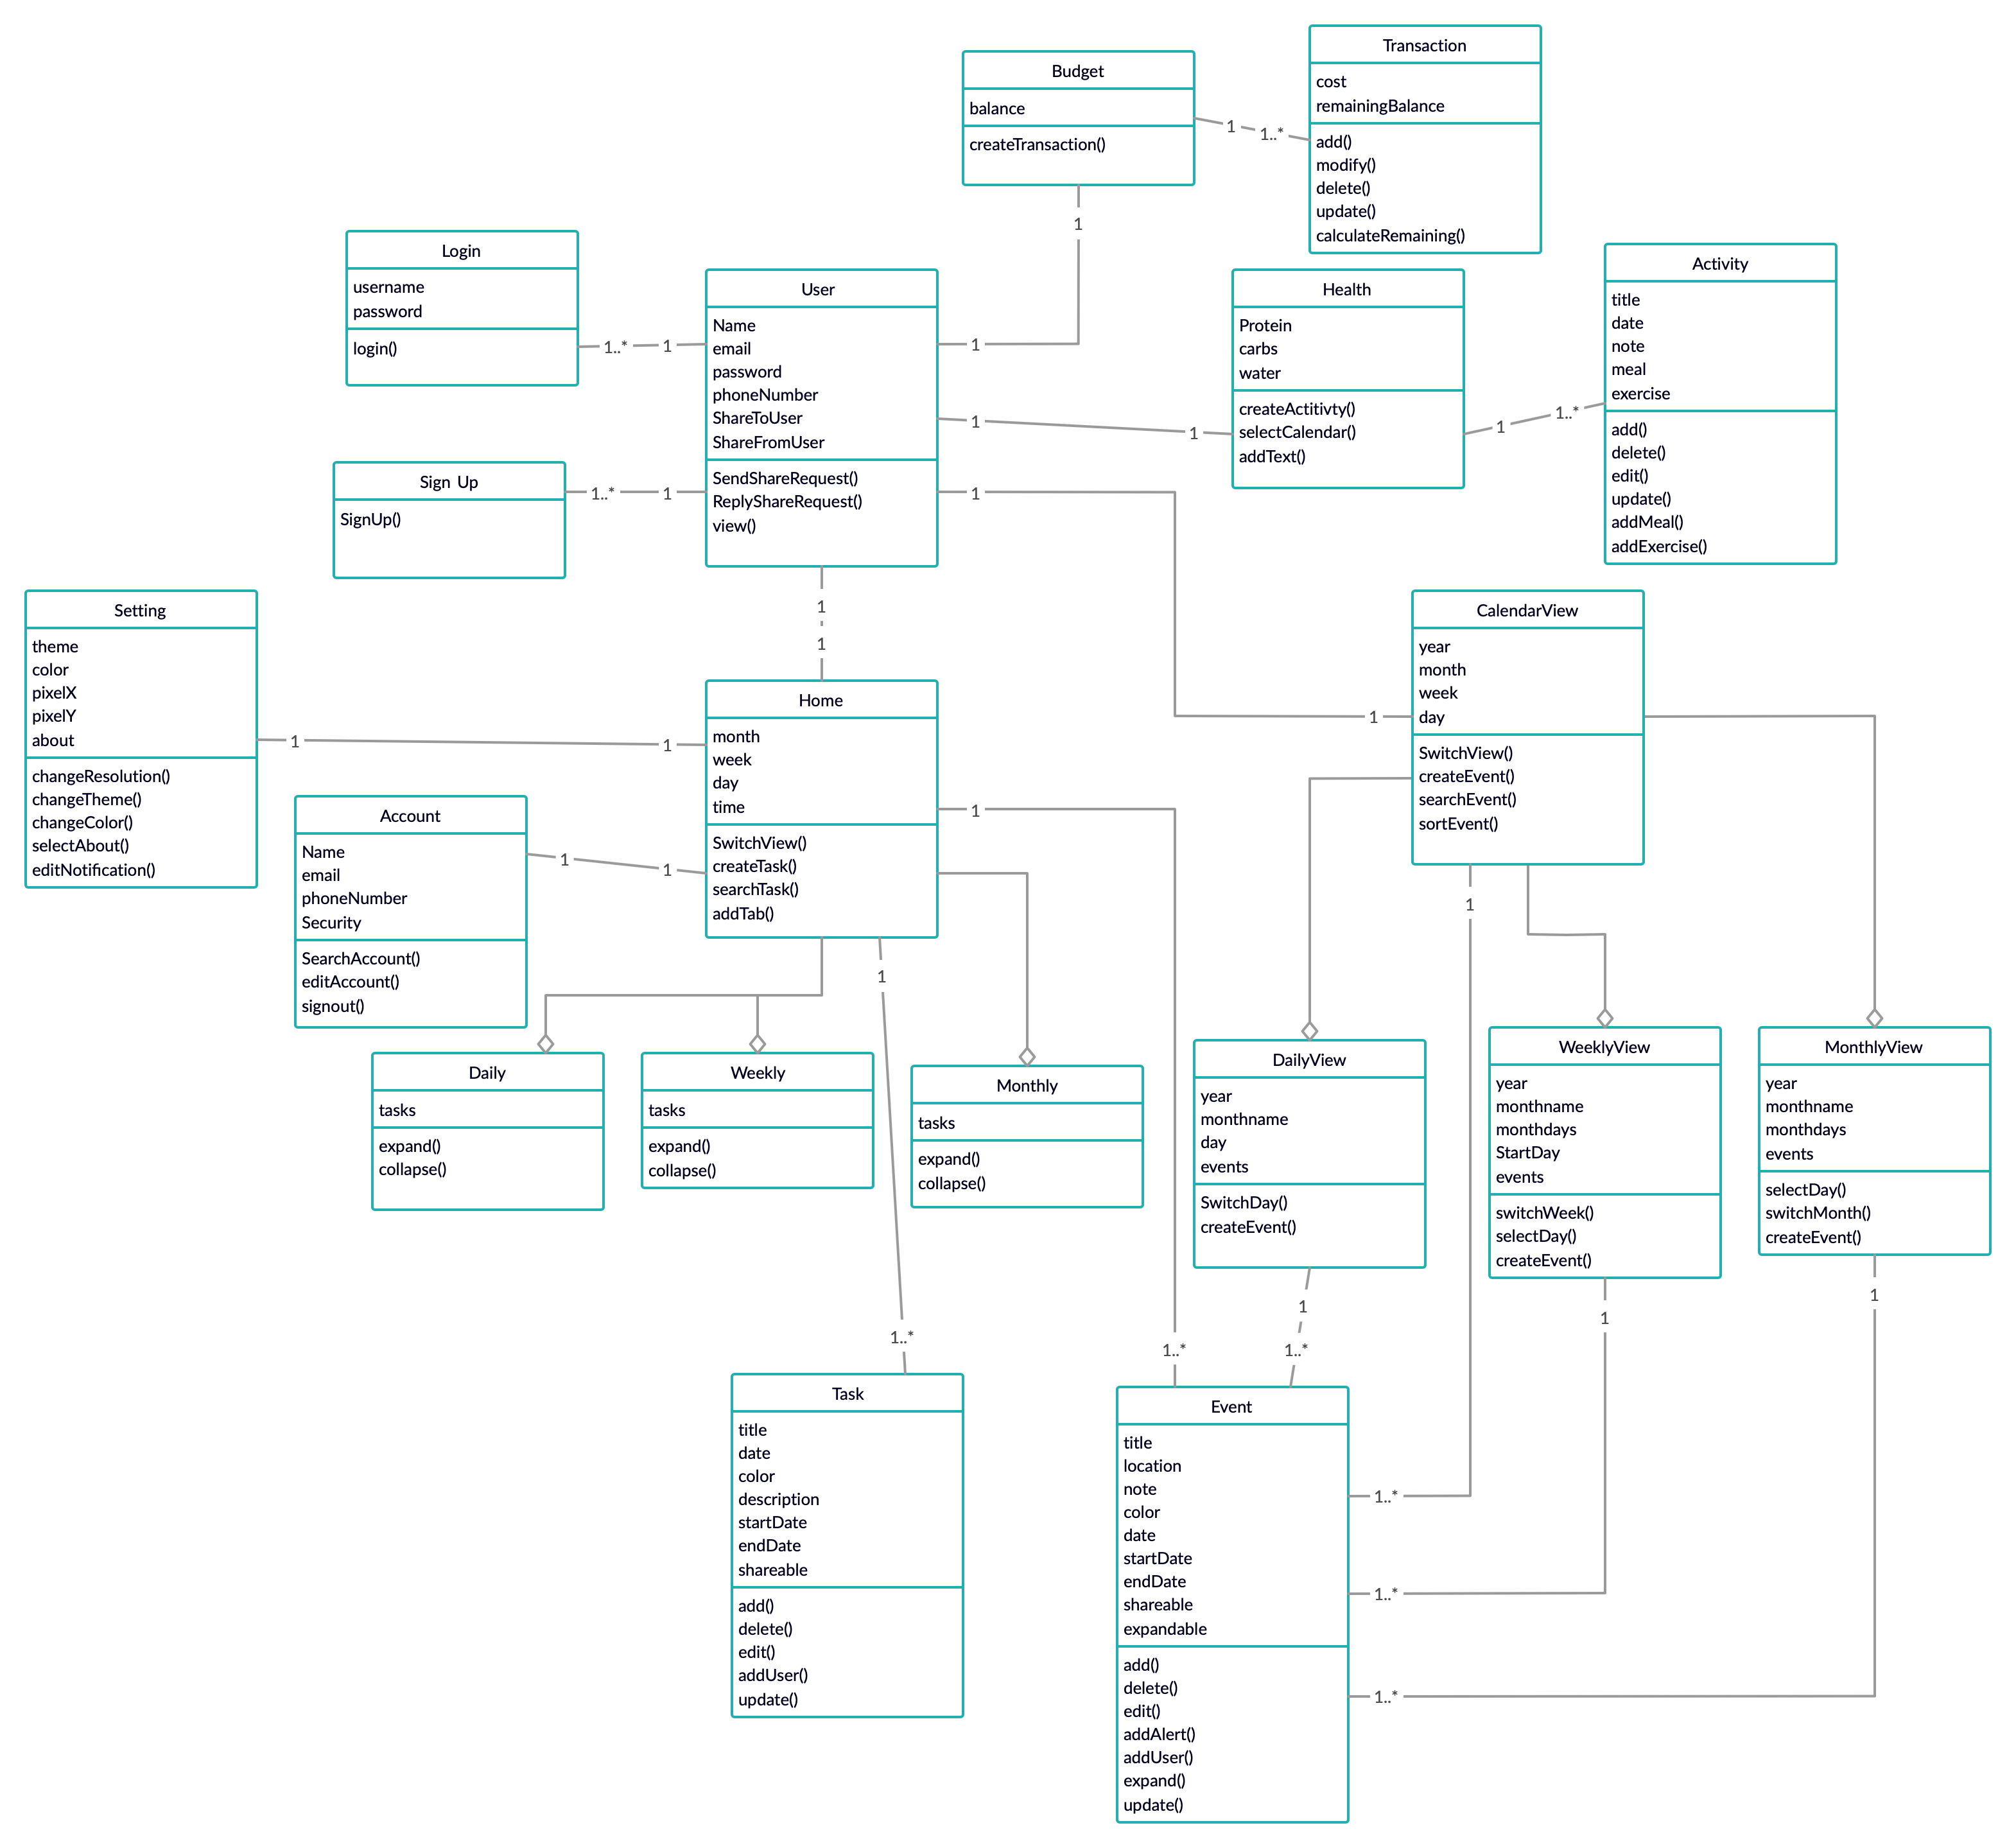 Transaction
cost
remainingBalance
add()
modify()
delete()
update()
calculateRemaining()
Budget
balance
createTransaction()
1
1..*
1
Login
username
password
login()
1..*
1
User
Name
email
password
phoneNumber
ShareToUser
ShareFromUser
SendShareRequest()
ReplyShareRequest()
view()
1
1
1
1
Health
Protein
carbs
water
createActitivty()
selectCalendar()
addText()
1
1..*
Activity
title
date
note
meal
exercise
add()
delete()
edit()
update()
addMeal()
addExercise()
Sign Up
SignUp()
1..*
1
1
1
Setting
theme
color
pixelX
pixelY
about
changeResolution()
changeTheme()
changeColor()
selectAbout()
editNotification()
1
1
Home
month
week
day
time
SwitchView()
createTask()
searchTask()
addTab()
1
1
CalendarView
year
month
week
day
SwitchView()
createEvent()
searchEvent()
sortEvent()
1
Account
Name
email
phoneNumber
Security
SearchAccount()
editAccount()
signout()
1
1
1
Daily
tasks
expand()
collapse()
Weekly
tasks
expand()
collapse()
Monthly
tasks
expand()
collapse()
DailyView
year
monthname
day
events
SwitchDay()
createEvent()
WeeklyView
year
monthname
monthdays
StartDay
events
switchWeek()
selectDay()
createEvent()
MonthlyView
year
monthname
monthdays
events
selectDay()
switchMonth()
createEvent()
1
1
1
1..*
1..*
1..*
Task
title
date
color
description
startDate
endDate
shareable
add()
delete()
edit()
addUser()
update()
Event
title
location
note
color
date
startDate
endDate
shareable
expandable
add()
delete()
edit()
addAlert()
addUser()
expand()
update()
1..*
1..*
1..*